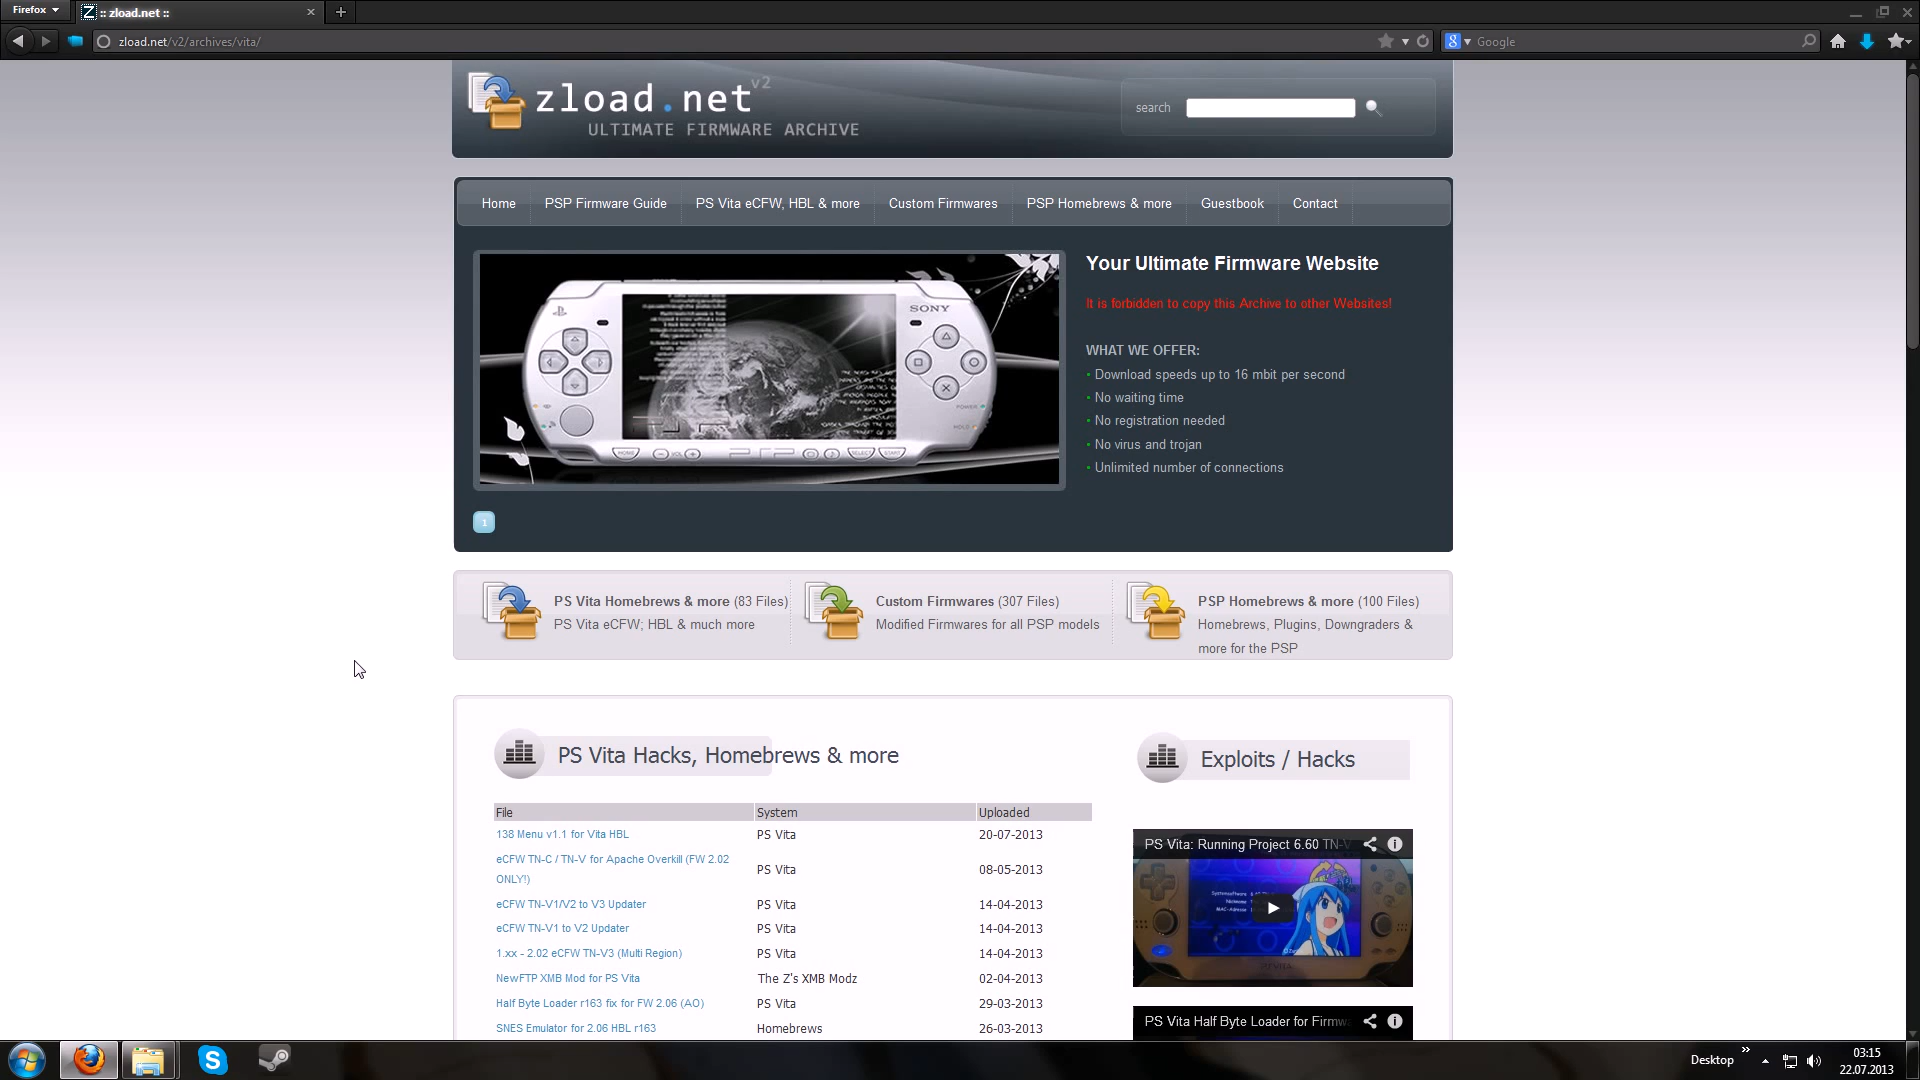 Firefox
:: zload.net ::
zload.net/v2/archives/vita/
Google
zload.net v2
ULTIMATE FIRMWARE ARCHIVE
search
Home
PSP Firmware Guide
PS Vita eCFW, HBL & more
Custom Firmwares
PSP Homebrews & more
Guestbook
Contact
SONY
HOME
VOL
SELECT
START
POWER
HOLD
Your Ultimate Firmware Website
It is forbidden to copy this Archive to other Websites!
WHAT WE OFFER:
• Download speeds up to 16 mbit per second
• No waiting time
• No registration needed
• No virus and trojan
• Unlimited number of connections
1
PS Vita Homebrews & more (83 Files)
PS Vita eCFW; HBL & much more
Custom Firmwares (307 Files)
Modified Firmwares for all PSP models
PSP Homebrews & more (100 Files)
Homebrews, Plugins, Downgraders &
more for the PSP
PS Vita Hacks, Homebrews & more
File System Uploaded
138 Menu v1.1 for Vita HBL PS Vita 20-07-2013
eCFW TN-C / TN-V for Apache Overkill (FW 2.02
ONLY!) PS Vita 08-05-2013
eCFW TN-V1/V2 to V3 Updater PS Vita 14-04-2013
eCFW TN-V1 to V2 Updater PS Vita 14-04-2013
1.xx - 2.02 eCFW TN-V3 (Multi Region) PS Vita 14-04-2013
NewFTP XMB Mod for PS Vita The Z's XMB Modz 02-04-2013
Half Byte Loader r163 fix for FW 2.06 (AO) PS Vita 29-03-2013
SNES Emulator for 2.06 HBL r163 Homebrews 26-03-2013
Exploits / Hacks
PS Vita: Running Project 6.60 TN-V
PS Vita Half Byte Loader for Firmw
Desktop
03:15
22.07.2013